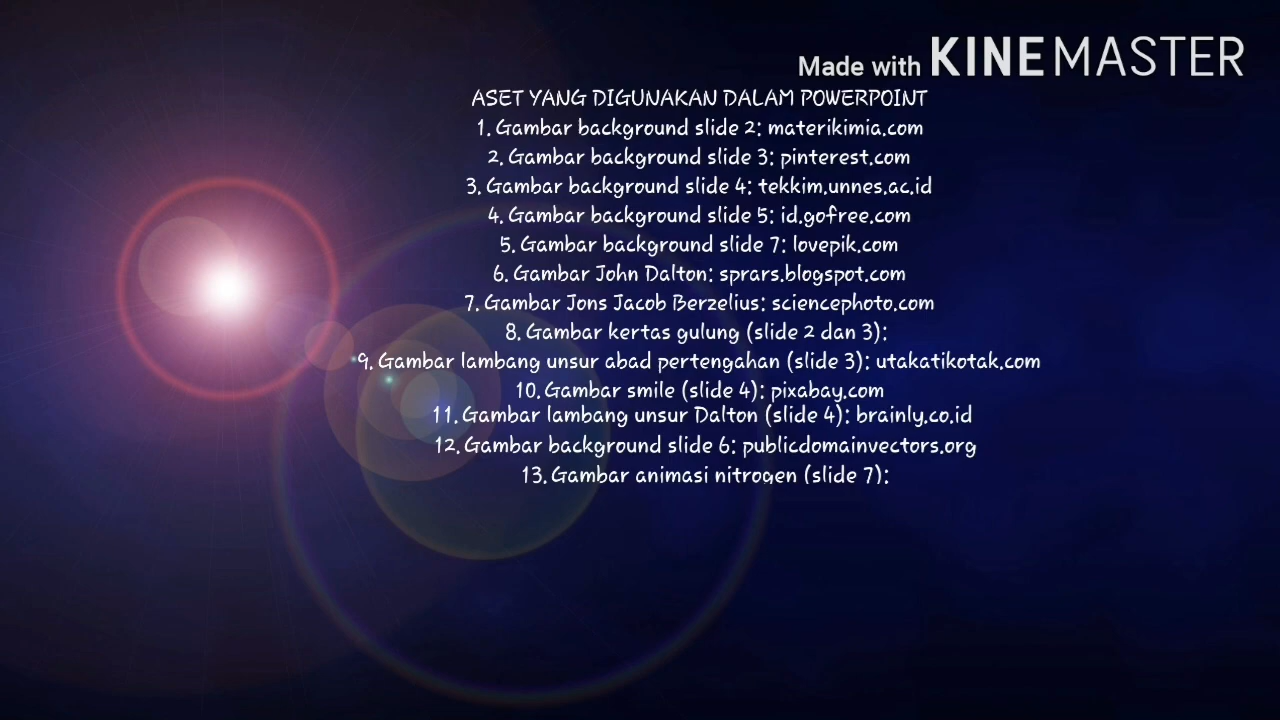 Made with KINEMASTER
ASET YANG DIGUNAKAN DALAM POWERPOINT
1. Gambar background slide 2: materikimia.com
2. Gambar background slide 3: pinterest.com
3. Gambar background slide 4: tekkim.unnes.ac.id
4. Gambar background slide 5: id.gofree.com
5. Gambar background slide 7: lovepik.com
6. Gambar John Dalton: sprars.blogspot.com
7. Gambar Jons Jacob Berzelius: sciencephoto.com
8. Gambar kertas gulung (slide 2 dan 3):
9. Gambar lambang unsur abad pertengahan (slide 3): utakatikotak.com
10. Gambar smile (slide 4): pixabay.com
11. Gambar lambang unsur Dalton (slide 4): brainly.co.id
12. Gambar background slide 6: publicdomainvectors.org
13. Gambar animasi nitrogen (slide 7):